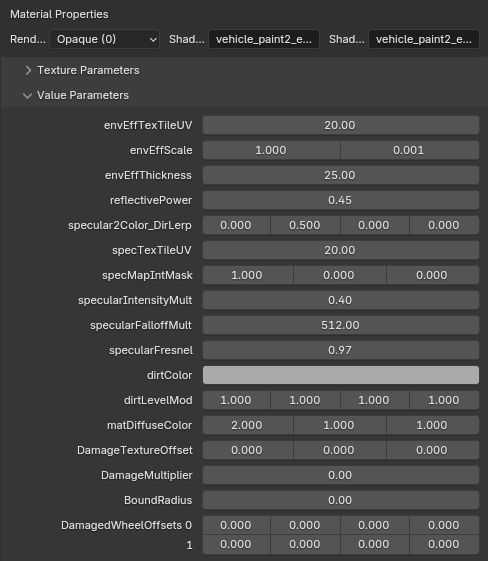 Material Properties
Rend... Opaque (0) Shad... vehicle_paint2_e... Shad... vehicle_paint2_e...
Texture Parameters
Value Parameters
envEffTexTileUV 20.00
envEffScale 1.000 0.001
envEffThickness 25.00
reflectivePower 0.45
specular2Color_DirLerp 0.000 0.500 0.000 0.000
specTexTileUV 20.00
specMapIntMask 1.000 0.000 0.000
specularIntensityMult 0.40
specularFalloffMult 512.00
specularFresnel 0.97
dirtColor
dirtLevelMod 1.000 1.000 1.000 1.000
matDiffuseColor 2.000 1.000 1.000
DamageTextureOffset 0.000 0.000 0.000
DamageMultiplier 0.00
BoundRadius 0.00
DamagedWheelOffsets 0 0.000 0.000 0.000 0.000
1 0.000 0.000 0.000 0.000